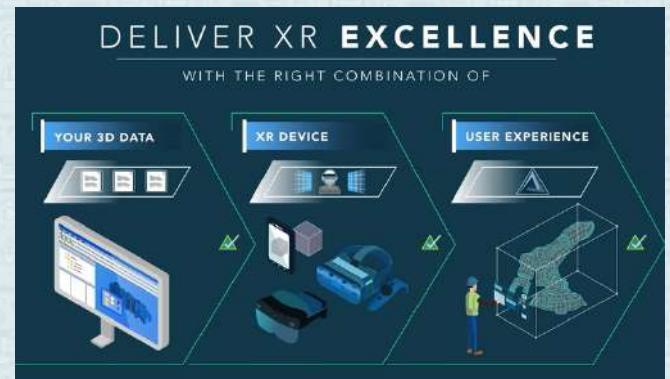 DELIVER XR EXCELLENCE
WITH THE RIGHT COMBINATION OF
YOUR 3D DATA
XR DEVICE
USER EXPERIENCE